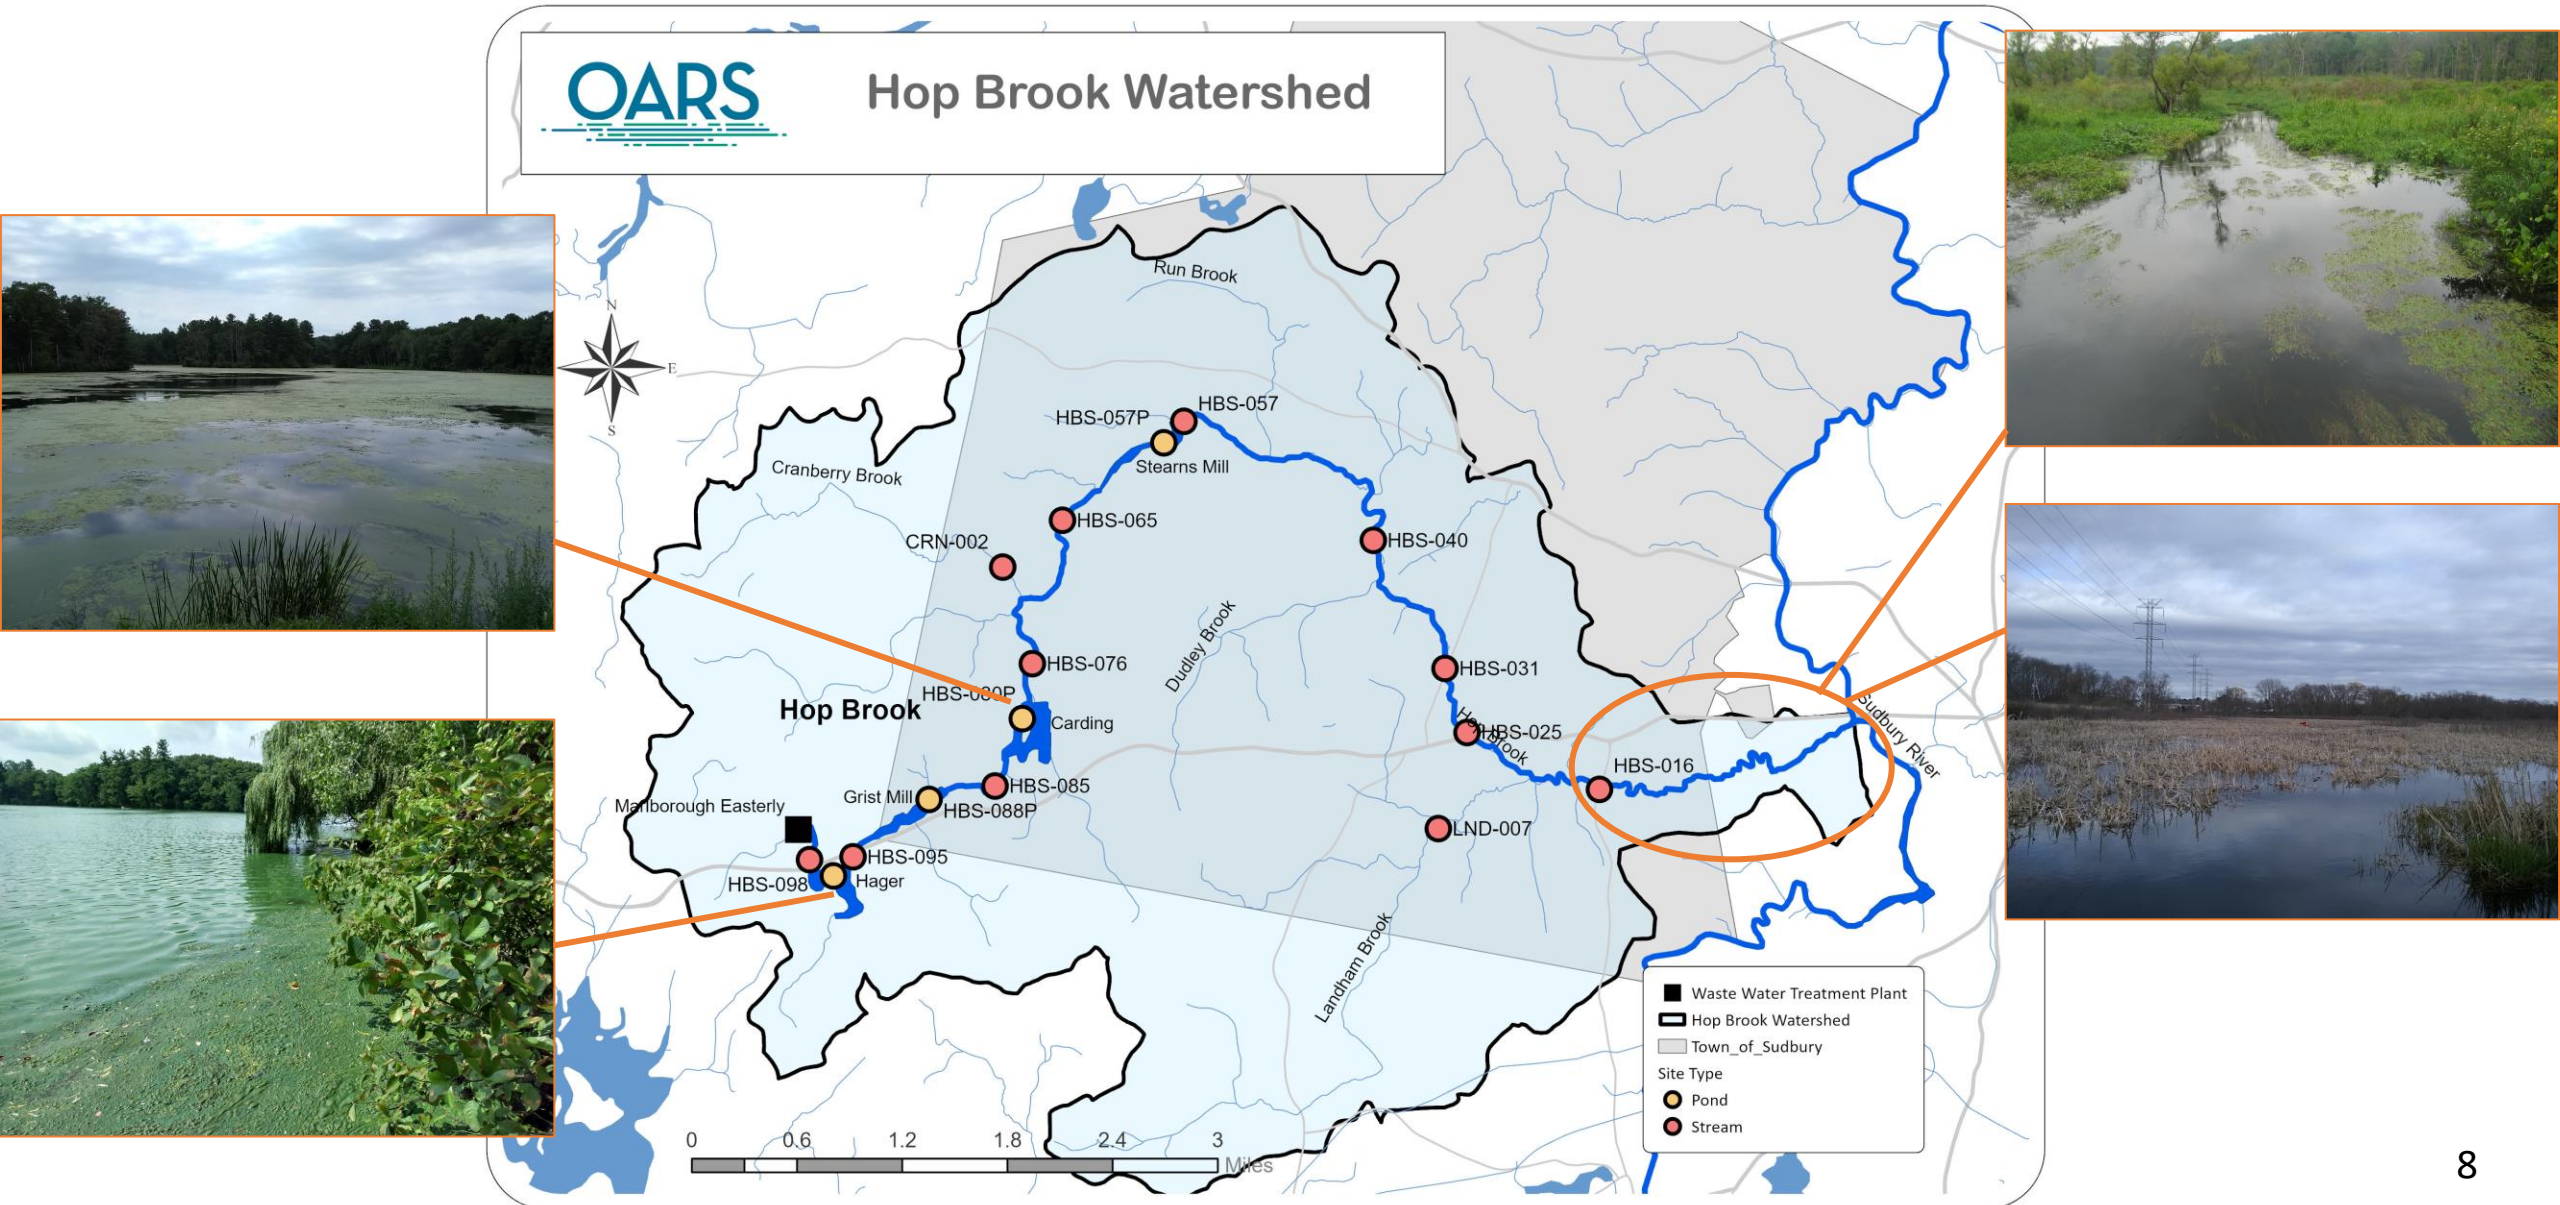 OARS
Hop Brook Watershed
N
E
S
Run Brook
HBS-057
HBS-057P
Stearns Mill
Cranberry Brook
HBS-065
CRN-002
HBS-040
Dudley Brook
HBS-076
HBS-031
HBS-080P
Hop Brook
Carding
Sudbury River
Hop Brook
HBS-025
HBS-016
HBS-085
Grist Mill
HBS-088P
Marlborough Easterly
LND-007
HBS-095
HBS-098
Hager
Landham Brook
Waste Water Treatment Plant
Hop Brook Watershed
Town_of_Sudbury
Site Type
Pond
Stream
0 0.6 1.2 1.8 2.4 3
Miles
8